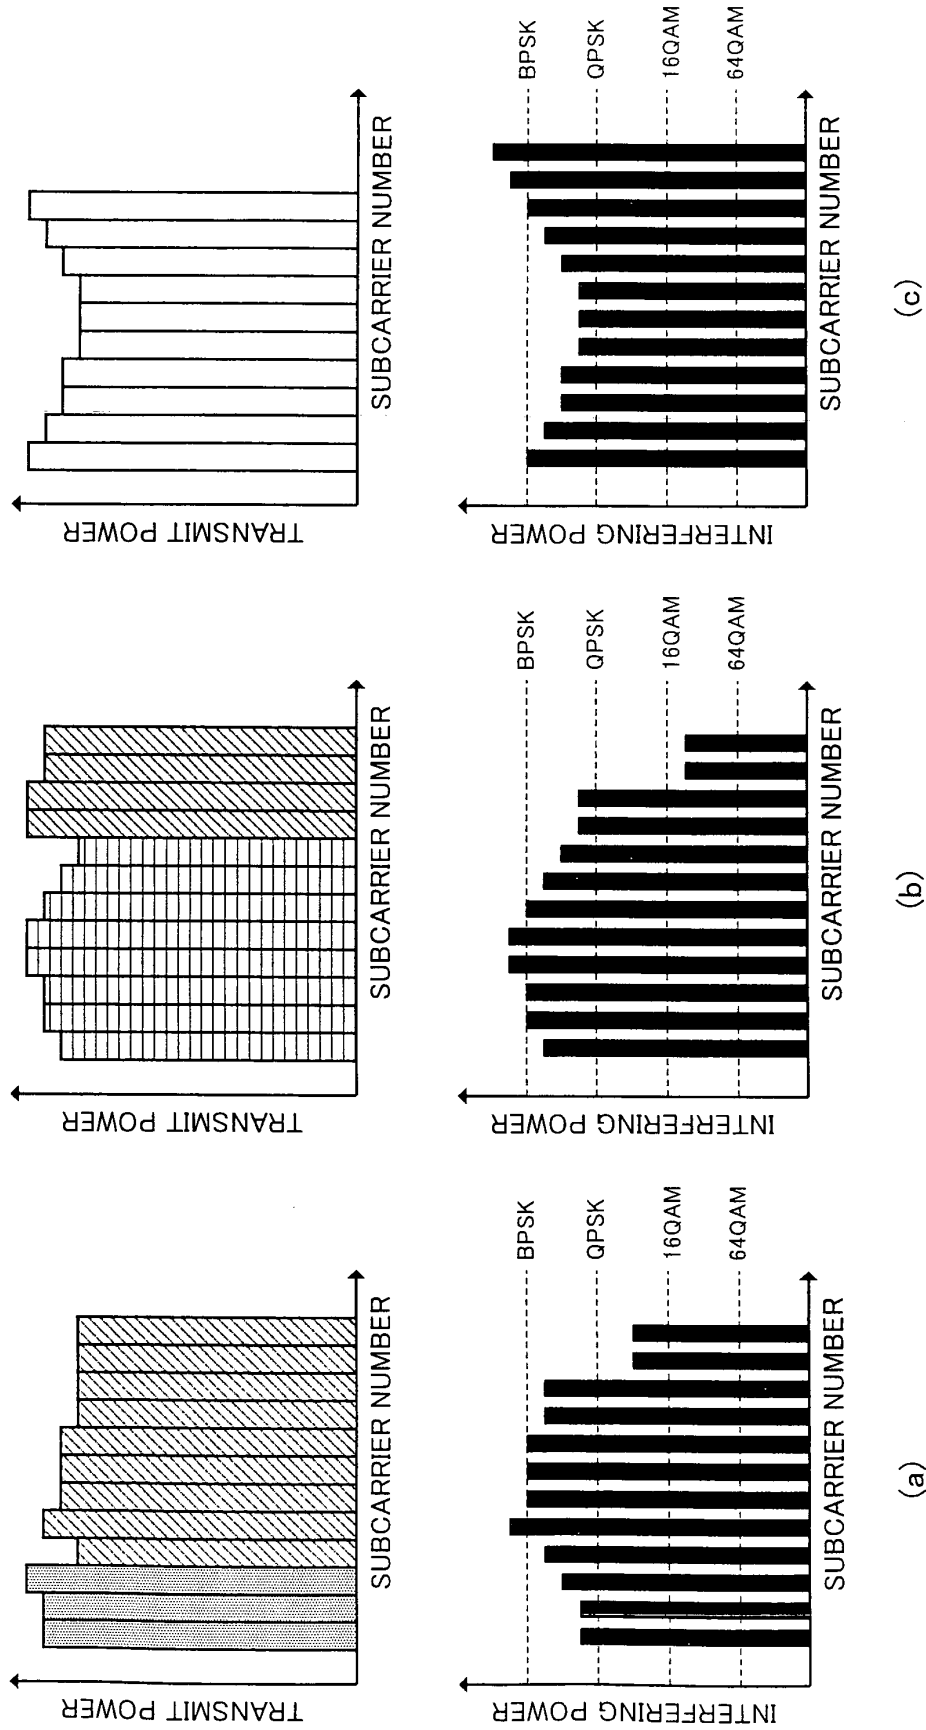 TRANSMIT POWER
SUBCARRIER NUMBER
INTERFERING POWER
BPSK
QPSK
16QAM
64QAM
SUBCARRIER NUMBER
(a)
TRANSMIT POWER
SUBCARRIER NUMBER
INTERFERING POWER
BPSK
QPSK
16QAM
64QAM
SUBCARRIER NUMBER
(b)
TRANSMIT POWER
SUBCARRIER NUMBER
INTERFERING POWER
BPSK
QPSK
16QAM
64QAM
SUBCARRIER NUMBER
(c)